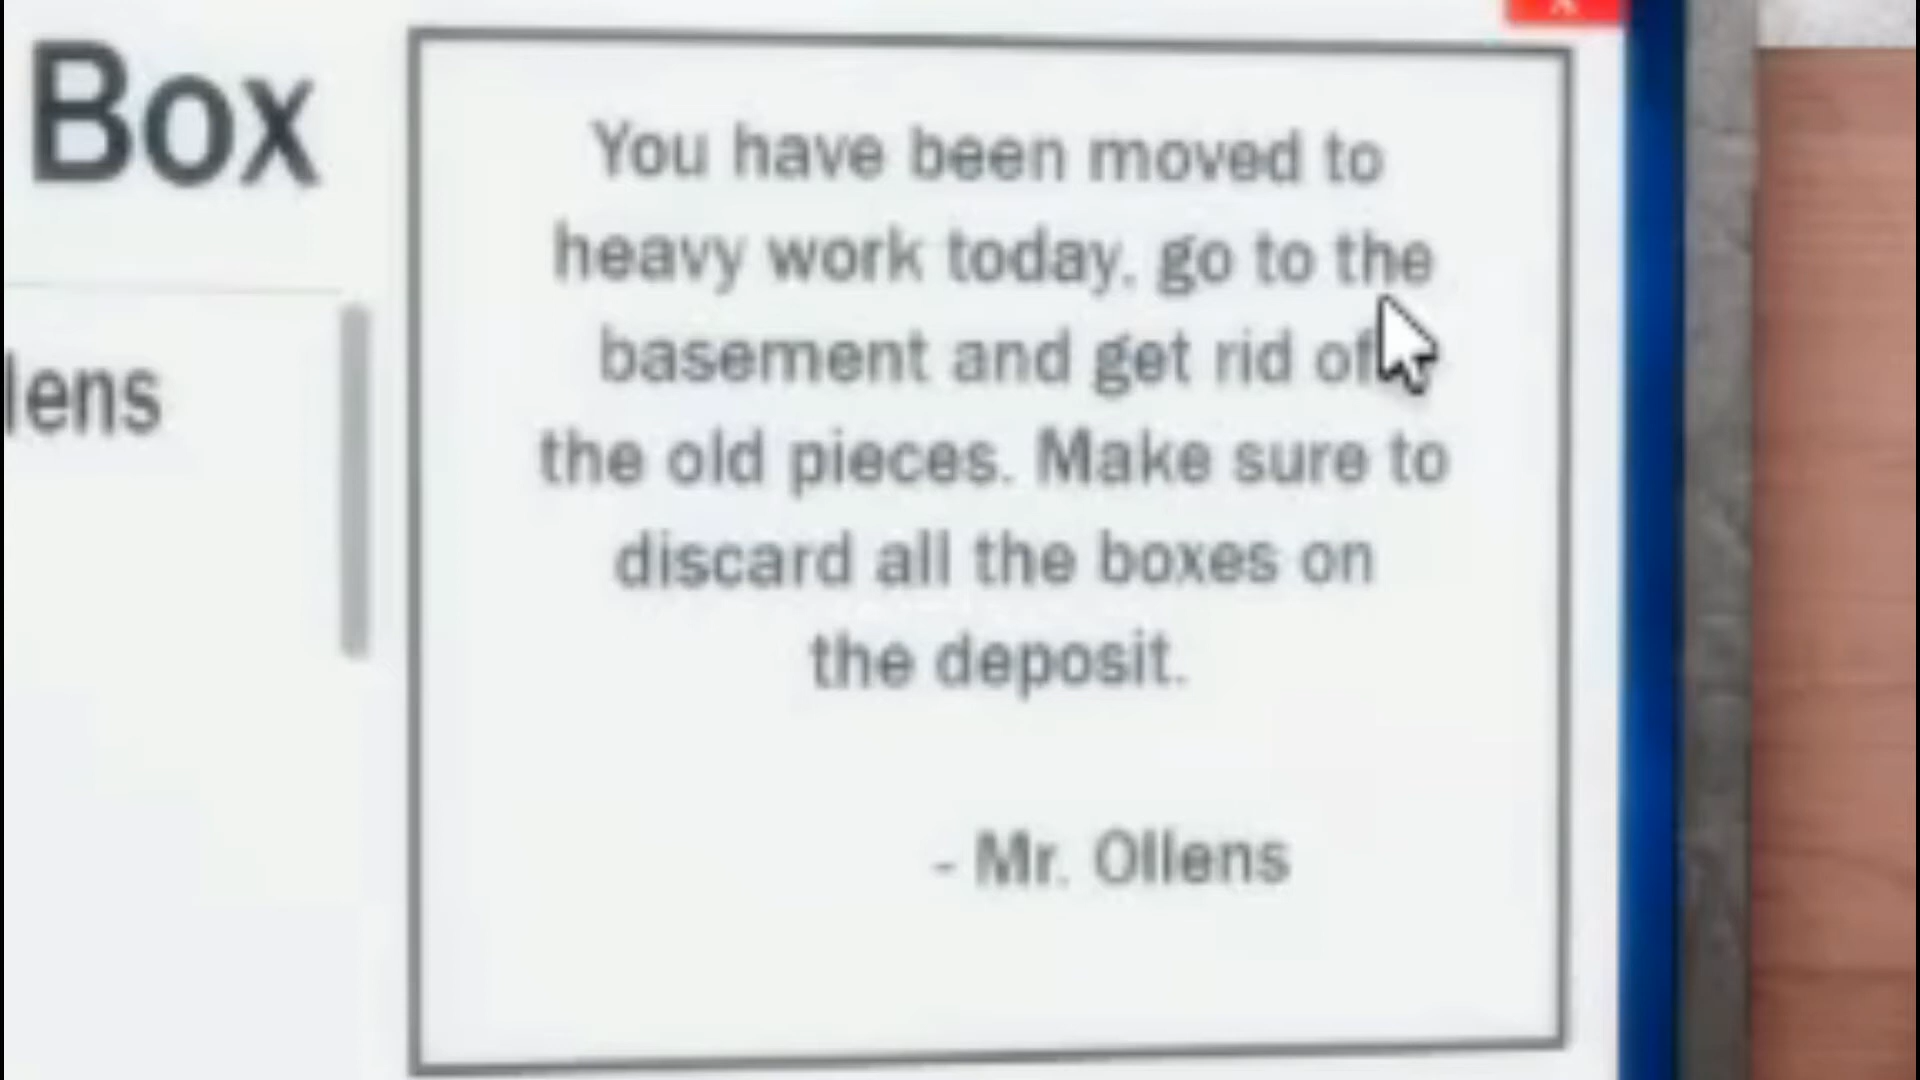 Box
lens
X
You have been moved to
heavy work today. go to the
basement and get rid of
the old pieces. Make sure to
discard all the boxes on
the deposit.
- Mr. Ollens